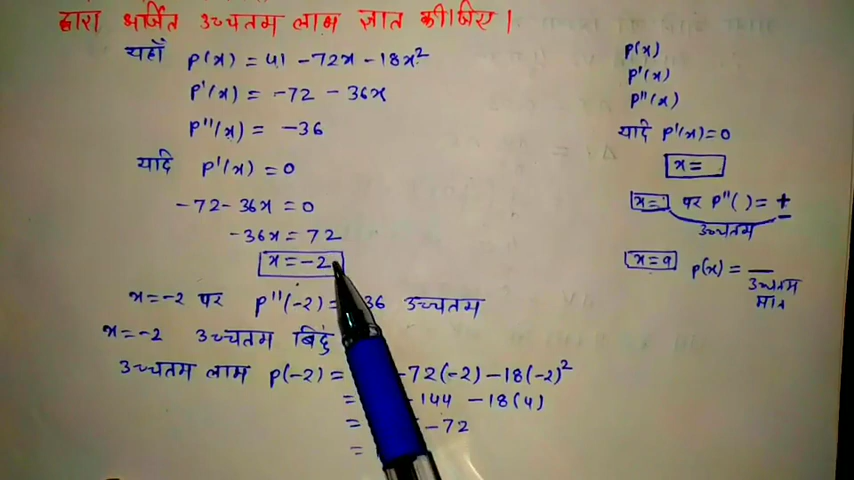 द्वारा अर्जित उच्चतम लाभ ज्ञात कीजिए।
यहाँ p(x) = 41 - 72x - 18x²
p'(x) = -72 - 36x
p''(x) = -36
यदि p'(x) = 0
-72 - 36x = 0
-36x = 72
x = -2
x = -2 पर p''(-2) = 36 उच्चतम
x = -2 उच्चतम बिंदु
उच्चतम लाभ p(-2) = -72(-2) - 18(-2)²
= 144 - 18(4)
= - 72
=
p(x)
p'(x)
p''(x)
यदि p'(x) = 0
x =
x = पर p''( ) = +
-
उच्चतम
x = a p(x) = __
उच्चतम
मान